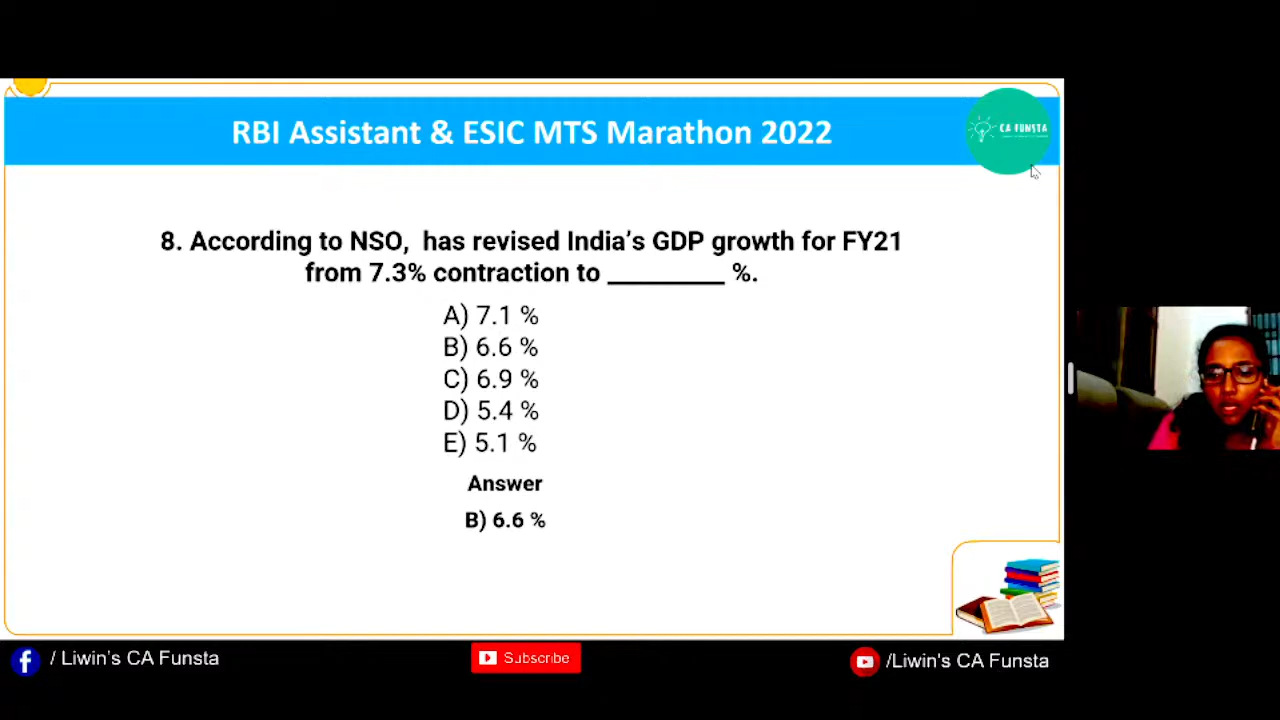 RBI Assistant & ESIC MTS Marathon 2022
CA FUNSTA
8. According to NSO, has revised India's GDP growth for FY21
from 7.3% contraction to ________ %.
A) 7.1 %
B) 6.6 %
C) 6.9 %
D) 5.4 %
E) 5.1 %
Answer
B) 6.6 %
/ Liwin's CA Funsta
Subscribe
/Liwin's CA Funsta